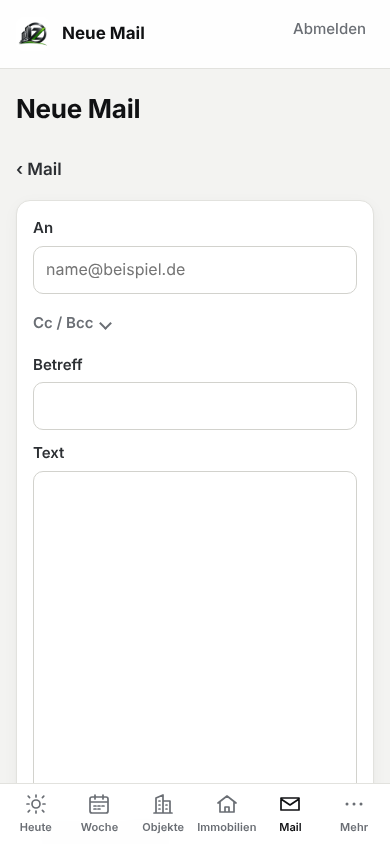 Neue Mail
Abmelden
Neue Mail
‹ Mail
An
name@beispiel.de
Cc / Bcc
Betreff
Text
Heute
Woche
Objekte
Immobilien
Mail
Mehr